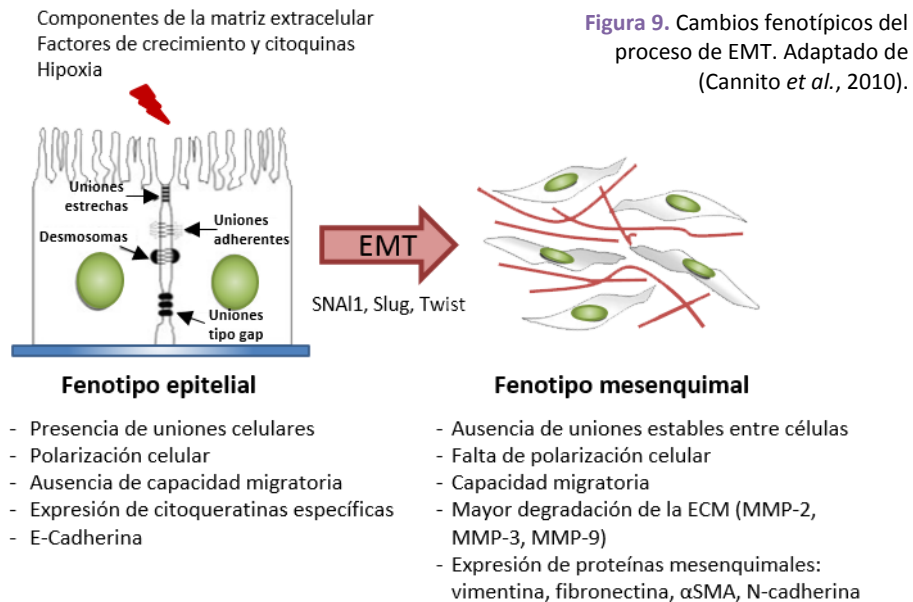 Componentes de la matriz extracelular
Factores de crecimiento y citoquinas
Hipoxia
Figura 9. Cambios fenotípicos del
proceso de EMT. Adaptado de
(Cannito et al., 2010).
Uniones
estrechas
Uniones
adherentes
Desmosomas
Uniones
tipo gap
EMT
SNAl1, Slug, Twist
Fenotipo epitelial
- Presencia de uniones celulares
- Polarización celular
- Ausencia de capacidad migratoria
- Expresión de citoqueratinas específicas
- E-Cadherina
Fenotipo mesenquimal
- Ausencia de uniones estables entre células
- Falta de polarización celular
- Capacidad migratoria
- Mayor degradación de la ECM (MMP-2,
MMP-3, MMP-9)
- Expresión de proteínas mesenquimales:
vimentina, fibronectina, αSMA, N-cadherina